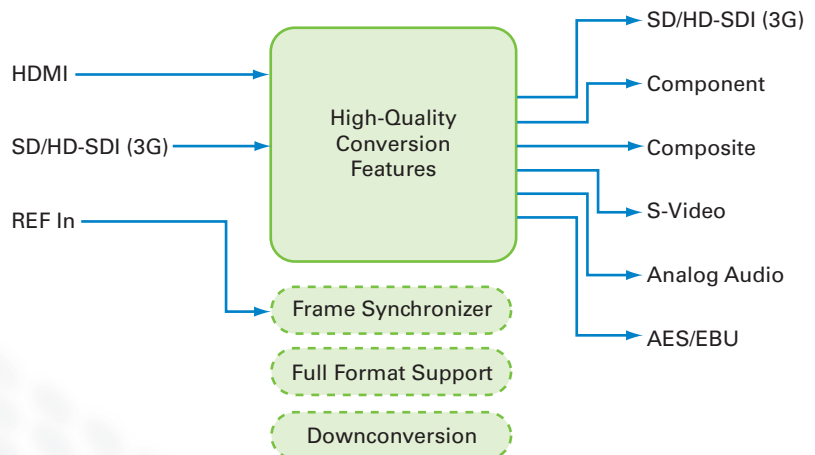 HDMI
SD/HD-SDI (3G)
REF In
High-Quality
Conversion
Features
Frame Synchronizer
Full Format Support
Downconversion
SD/HD-SDI (3G)
Component
Composite
S-Video
Analog Audio
AES/EBU